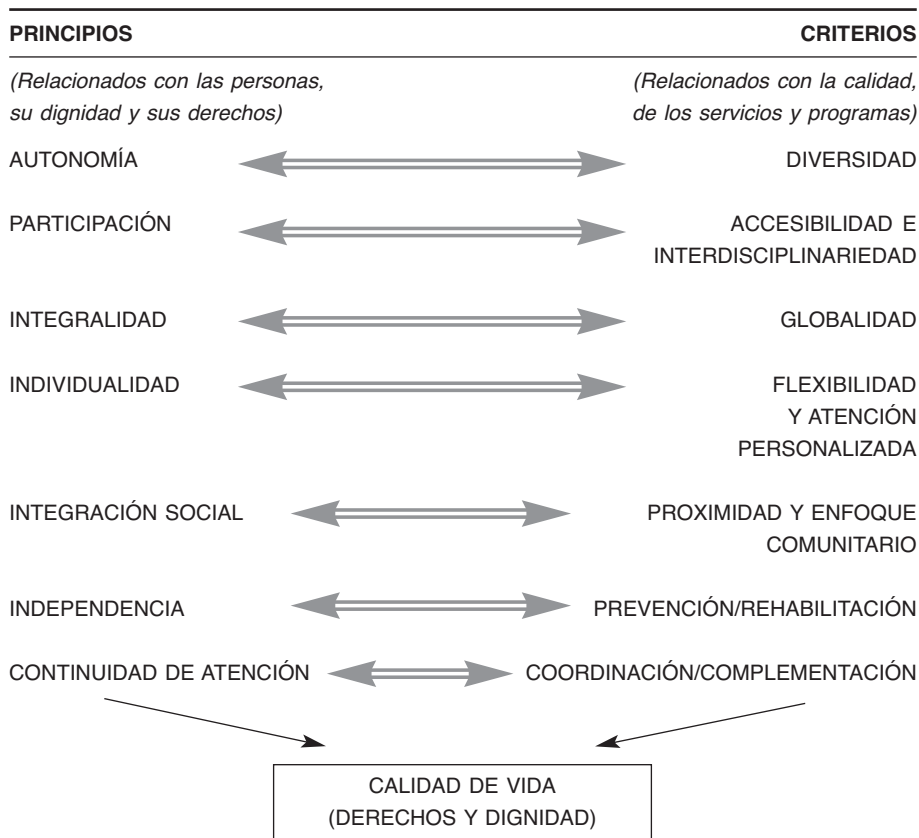 PRINCIPIOS CRITERIOS
(Relacionados con las personas, (Relacionados con la calidad,
su dignidad y sus derechos) de los servicios y programas)
AUTONOMÍA DIVERSIDAD
PARTICIPACIÓN ACCESIBILIDAD E
INTERDISCIPLINARIEDAD
INTEGRALIDAD GLOBALIDAD
INDIVIDUALIDAD FLEXIBILIDAD
Y ATENCIÓN
PERSONALIZADA
INTEGRACIÓN SOCIAL PROXIMIDAD Y ENFOQUE
COMUNITARIO
INDEPENDENCIA PREVENCIÓN/REHABILITACIÓN
CONTINUIDAD DE ATENCIÓN COORDINACIÓN/COMPLEMENTACIÓN
CALIDAD DE VIDA
(DERECHOS Y DIGNIDAD)